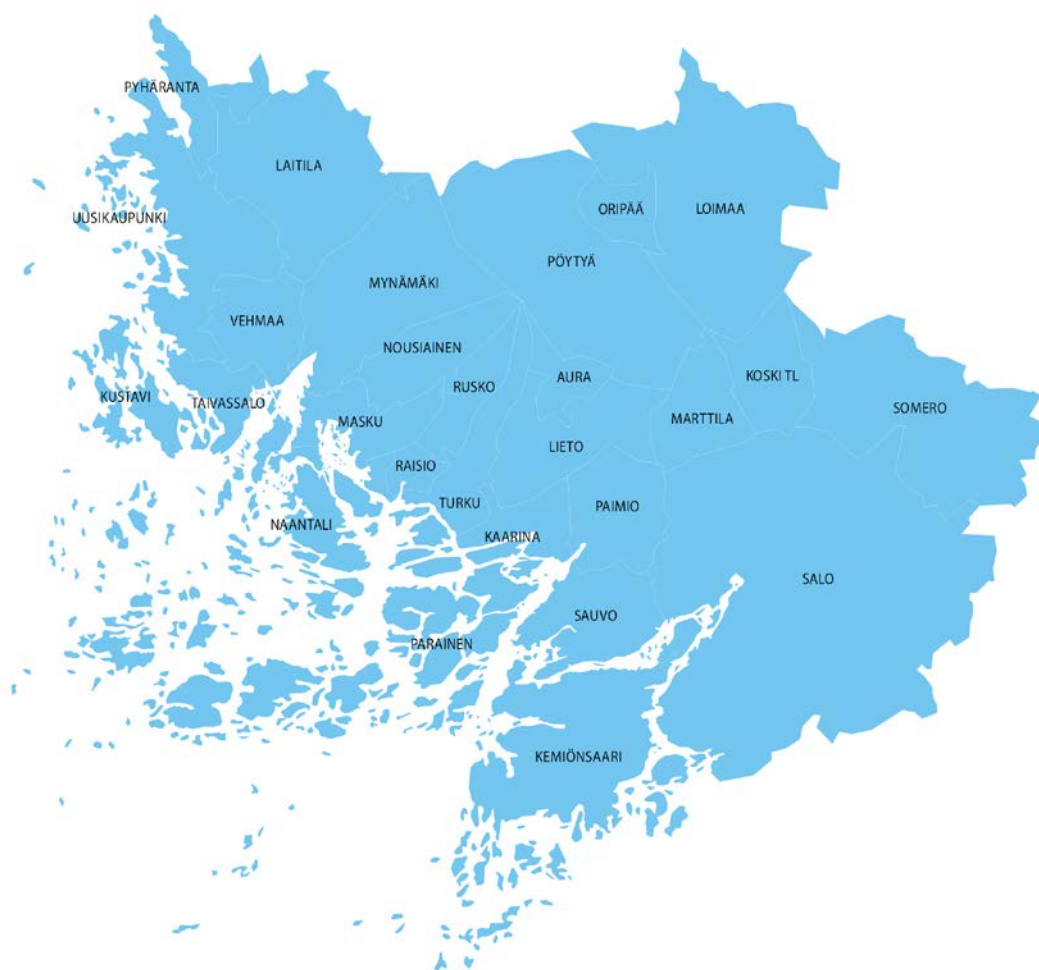 PYHÄRANTA
LAITILA
ORIPÄÄ
LOIMAA
UUSIKAUPUNKI
PÖYTYÄ
MYNÄMÄKI
VEHMAA
NOUSIAINEN
KOSKI TL
AURA
RUSKO
KUSTAVI
TAIVASSALO
SOMERO
MARTTILA
MASKU
LIETO
RAISIO
TURKU
PAIMIO
NAANTALI
KAARINA
SALO
SAUVO
PARAINEN
KEMIÖNSAARI